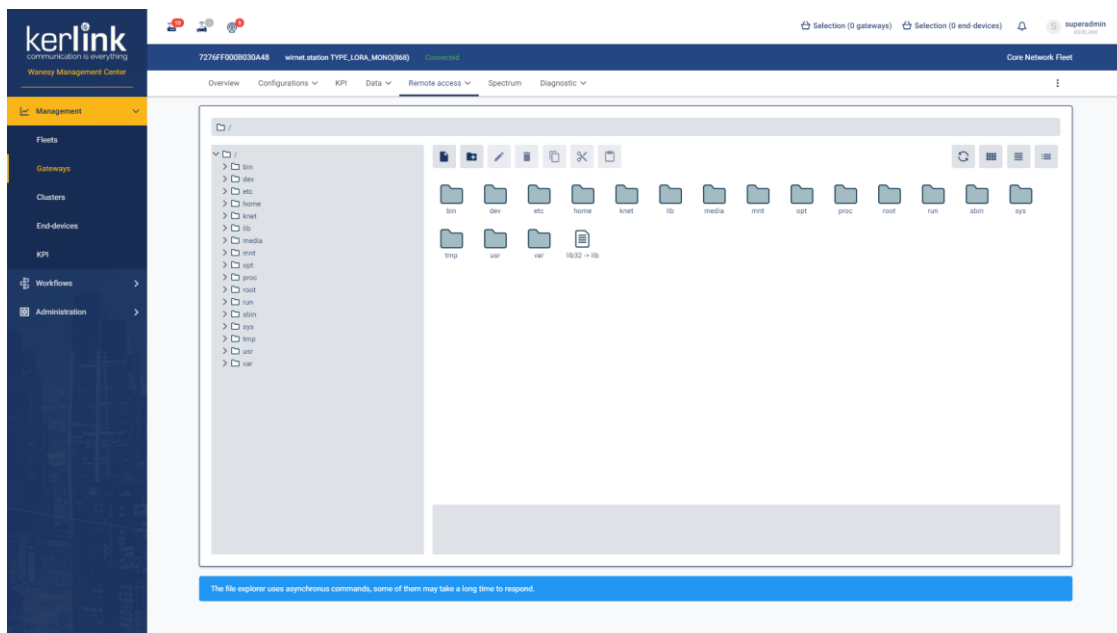 kerlink
communication is everything
Wanesy Management Center
Management
Fleets
Gateways
Clusters
End-devices
KPI
Workflows
Administration
Selection (0 gateways) Selection (0 end-devices) S superadmin
KERLINK
7276FF000B030A48 wirnet.station TYPE_LORA_MONO(868) Connected Core Network Fleet
Overview Configurations KPI Data Remote access Spectrum Diagnostic
/
/
bin
dev
etc
home
knet
lib
media
mnt
opt
proc
root
run
sbin
sys
tmp
usr
var
bin dev etc home knet lib media mnt opt proc root run sbin sys
tmp usr var lib32 -> lib
The file explorer uses asynchronus commands, some of them may take a long time to respond.